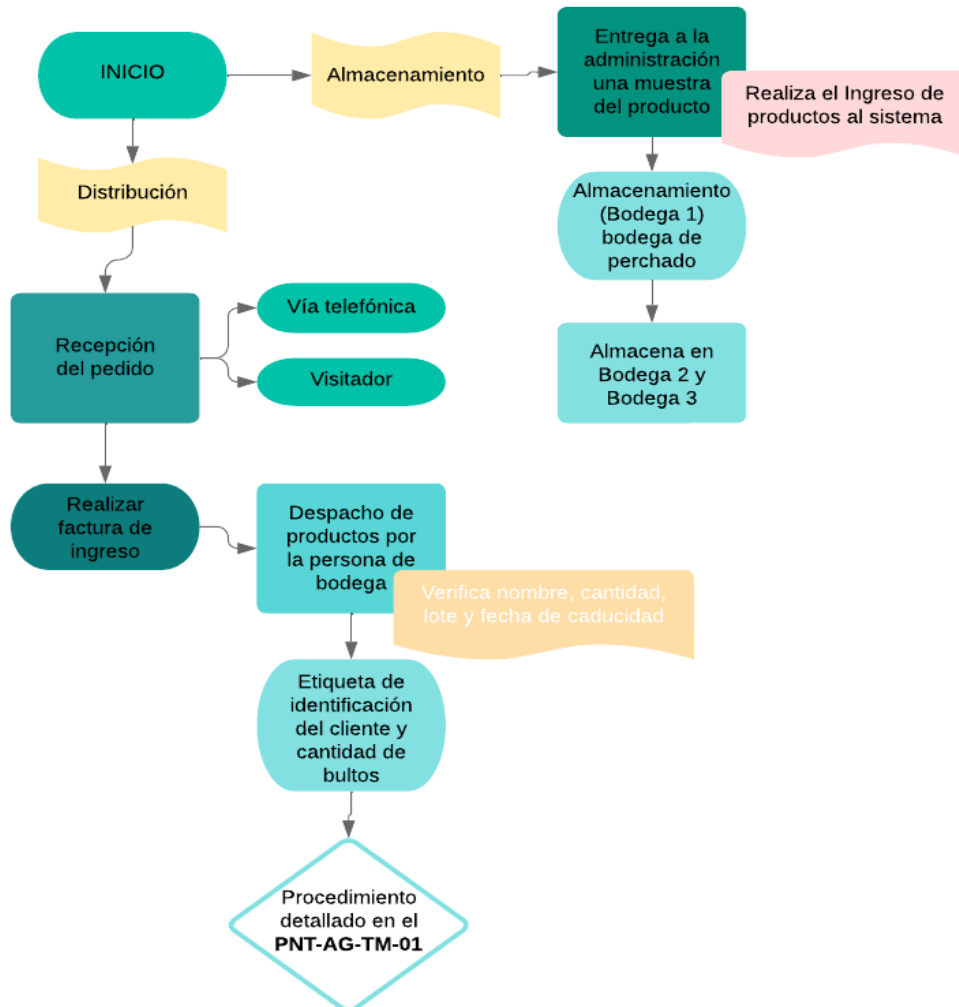 INICIO
Almacenamiento
Entrega a la
administración
una muestra
del producto
Realiza el Ingreso de
productos al sistema
Distribución
Almacenamiento
(Bodega 1)
bodega de
perchado
Recepción
del pedido
Vía telefónica
Visitador
Almacena en
Bodega 2 y
Bodega 3
Realizar
factura de
ingreso
Despacho de
productos por
la persona de
bodega
Verifica nombre, cantidad,
lote y fecha de caducidad
Etiqueta de
identificación
del cliente y
cantidad de
bultos
Procedimiento
detallado en el
PNT-AG-TM-01